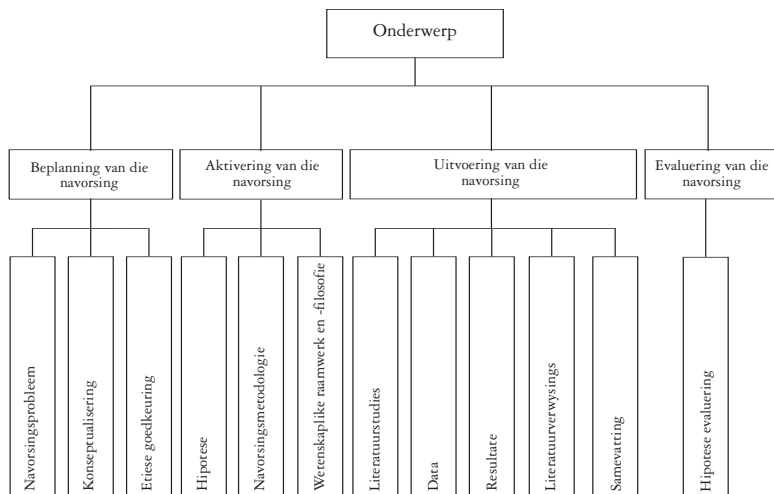 Onderwerp
Beplanning van die
navorsing
Aktivering van die
navorsing
Uitvoering van die
navorsing
Evaluering van die
navorsing
Navorsingsprobleem
Konseptualisering
Etiese goedkeuring
Hipotese
Navorsingsmetodologie
Wetenskaplike raamwerk en -filosofie
Literatuurstudies
Data
Resultate
Literatuurverwysings
Samevatting
Hipotese evaluering